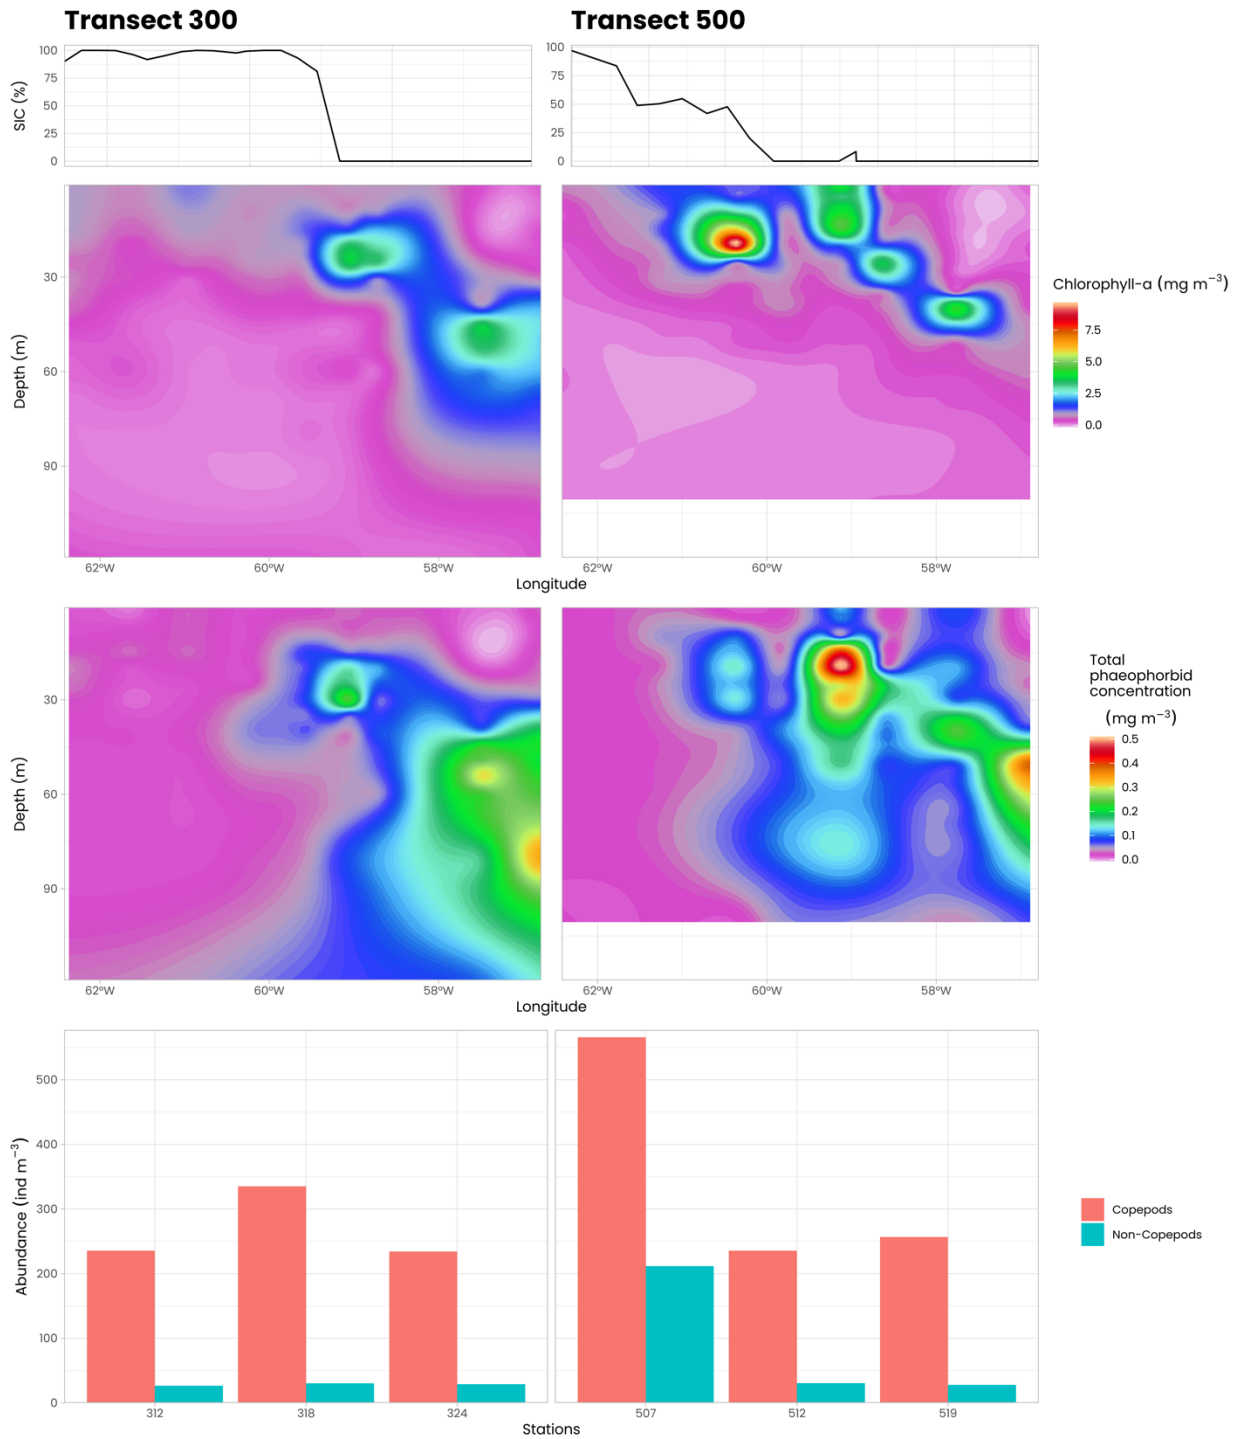 Transect 300
Transect 500
SIC (%)
100
75
50
25
0
100
75
50
25
0
Depth (m)
30
60
90
62°W
60°W
58°W
62°W
60°W
58°W
Longitude
Chlorophyll-a (mg m⁻³)
7.5
5.0
2.5
0.0
Depth (m)
30
60
90
62°W
60°W
58°W
62°W
60°W
58°W
Longitude
Total
phaeophorbid
concentration
(mg m⁻³)
0.5
0.4
0.3
0.2
0.1
0.0
Abundance (ind m⁻³)
500
400
300
200
100
0
312
318
324
507
512
519
Stations
Copepods
Non-Copepods